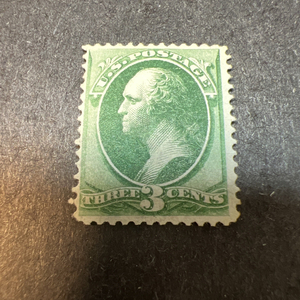 U.S. POSTAGE
THREE 3 CENTS